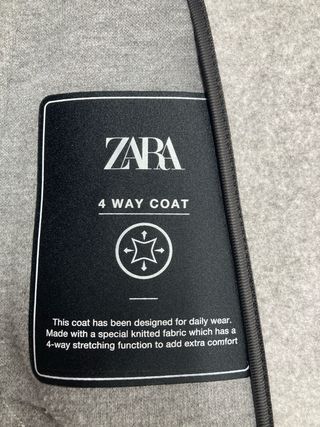 ZARA
4 WAY COAT
This coat has been designed for daily wear.
Made with a special knitted fabric which has a
4-way stretching function to add extra comfort